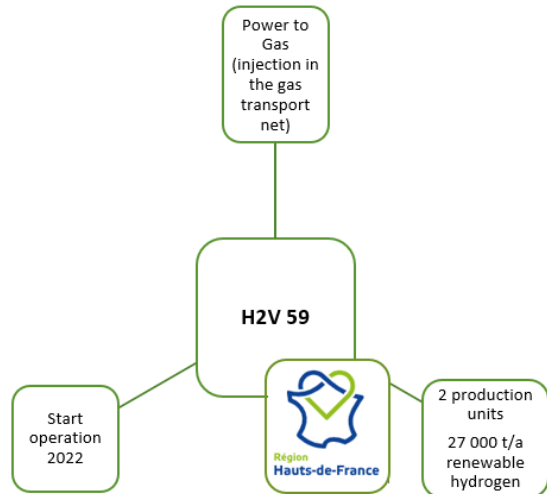 Power to
Gas
(injection in
the gas
transport
net)
H2V 59
Start
operation
2022
Région
Hauts-de-France
2 production
units
27 000 t/a
renewable
hydrogen